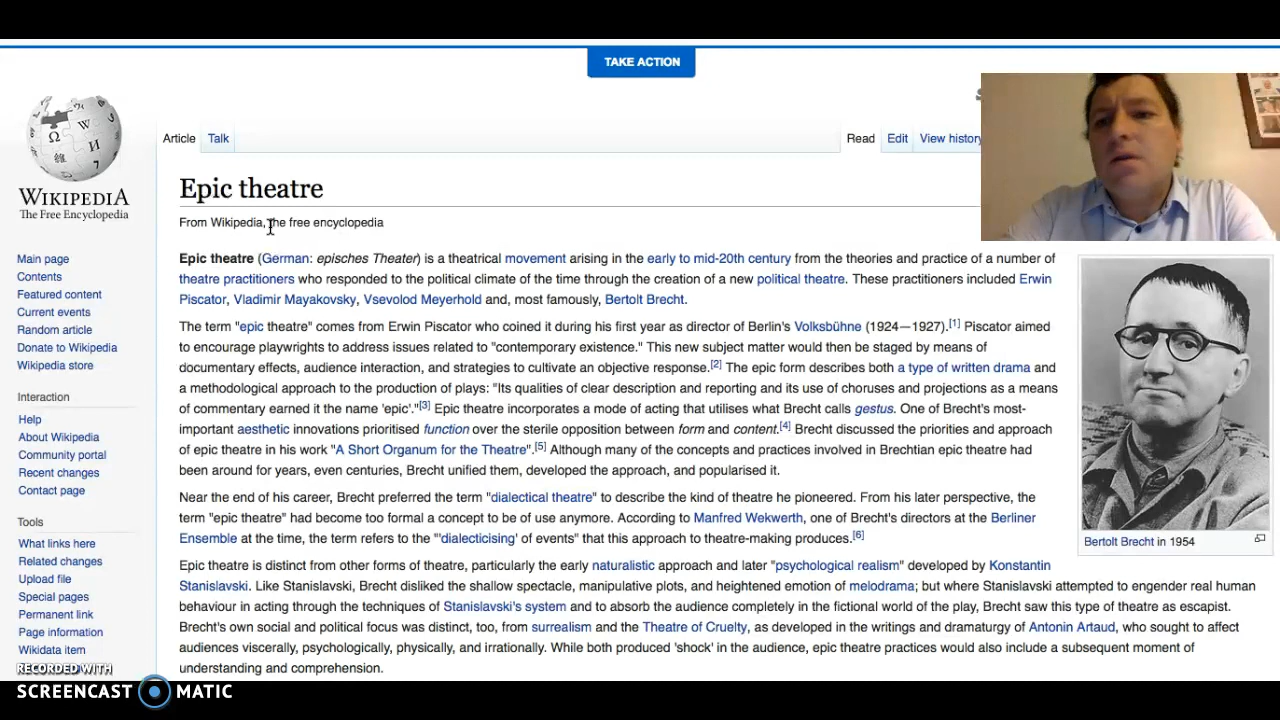 TAKE ACTION
WIKIPEDIA
The Free Encyclopedia
Main page
Contents
Featured content
Current events
Random article
Donate to Wikipedia
Wikipedia store
Interaction
Help
About Wikipedia
Community portal
Recent changes
Contact page
Tools
What links here
Related changes
Upload file
Special pages
Permanent link
Page information
Wikidata item
Article Talk Read Edit View history
Epic theatre
From Wikipedia, the free encyclopedia
Epic theatre (German: episches Theater) is a theatrical movement arising in the early to mid-20th century from the theories and practice of a number of
theatre practitioners who responded to the political climate of the time through the creation of a new political theatre. These practitioners included Erwin
Piscator, Vladimir Mayakovsky, Vsevolod Meyerhold and, most famously, Bertolt Brecht.
The term "epic theatre" comes from Erwin Piscator who coined it during his first year as director of Berlin's Volksbühne (1924—1927).[1] Piscator aimed
to encourage playwrights to address issues related to "contemporary existence." This new subject matter would then be staged by means of
documentary effects, audience interaction, and strategies to cultivate an objective response.[2] The epic form describes both a type of written drama and
a methodological approach to the production of plays: "Its qualities of clear description and reporting and its use of choruses and projections as a means
of commentary earned it the name 'epic'."[3] Epic theatre incorporates a mode of acting that utilises what Brecht calls gestus. One of Brecht's most-
important aesthetic innovations prioritised function over the sterile opposition between form and content.[4] Brecht discussed the priorities and approach
of epic theatre in his work "A Short Organum for the Theatre".[5] Although many of the concepts and practices involved in Brechtian epic theatre had
been around for years, even centuries, Brecht unified them, developed the approach, and popularised it.
Near the end of his career, Brecht preferred the term "dialectical theatre" to describe the kind of theatre he pioneered. From his later perspective, the
term "epic theatre" had become too formal a concept to be of use anymore. According to Manfred Wekwerth, one of Brecht's directors at the Berliner
Ensemble at the time, the term refers to the "'dialecticising' of events" that this approach to theatre-making produces.[6]
Epic theatre is distinct from other forms of theatre, particularly the early naturalistic approach and later "psychological realism" developed by Konstantin
Stanislavski. Like Stanislavski, Brecht disliked the shallow spectacle, manipulative plots, and heightened emotion of melodrama; but where Stanislavski attempted to engender real human
behaviour in acting through the techniques of Stanislavski's system and to absorb the audience completely in the fictional world of the play, Brecht saw this type of theatre as escapist.
Brecht's own social and political focus was distinct, too, from surrealism and the Theatre of Cruelty, as developed in the writings and dramaturgy of Antonin Artaud, who sought to affect
audiences viscerally, psychologically, physically, and irrationally. While both produced 'shock' in the audience, epic theatre practices would also include a subsequent moment of
understanding and comprehension.
Bertolt Brecht in 1954
RECORDED WITH
SCREENCAST MATIC